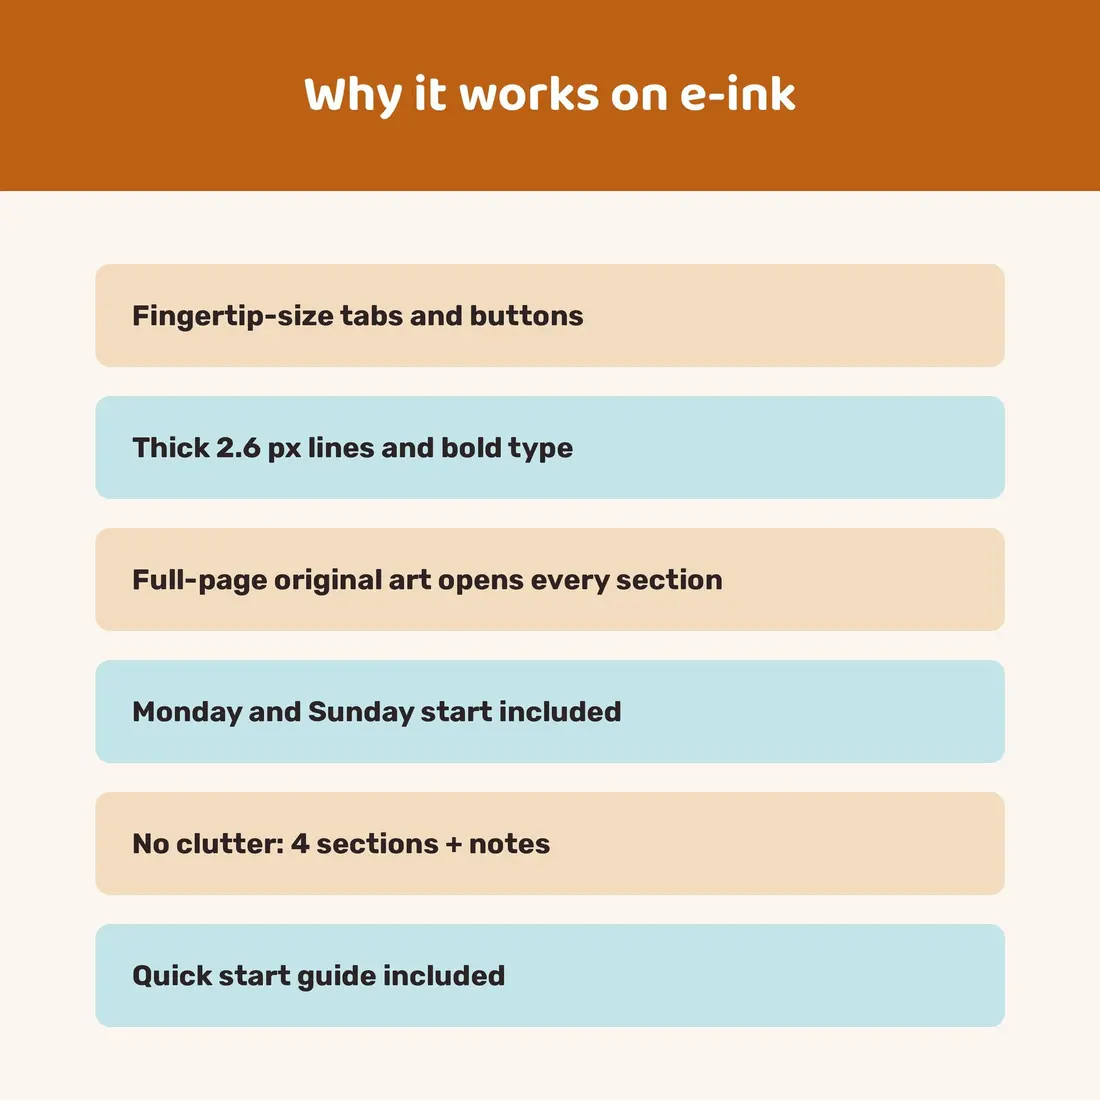 Why it works on e-ink
Fingertip-size tabs and buttons
Thick 2.6 px lines and bold type
Full-page original art opens every section
Monday and Sunday start included
No clutter: 4 sections + notes
Quick start guide included